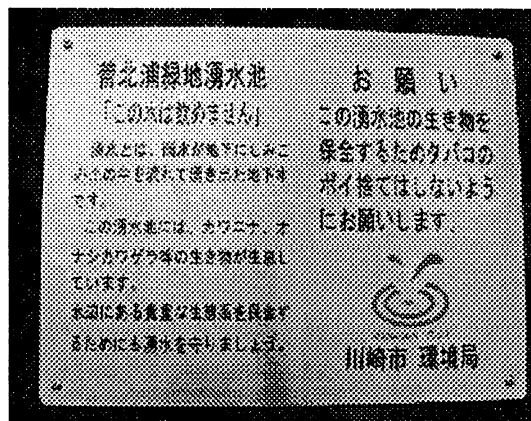 菅北浦緑地湧水池
「この水は飲めません」
湧水とは、雨水が地下にしみこ
み土の中を流れて湧き出た地下水
です。
この湧水池には、カワニナ、オ
ナシカワゲラ等の生き物が生息し
ています。
水辺にある貴重な生態系を保全す
るためにも湧水を守りましょう。
お願い
この湧水池の生き物を
保全するためタバコの
ポイ捨てはしないよう
にお願いします。
川崎市 環境局